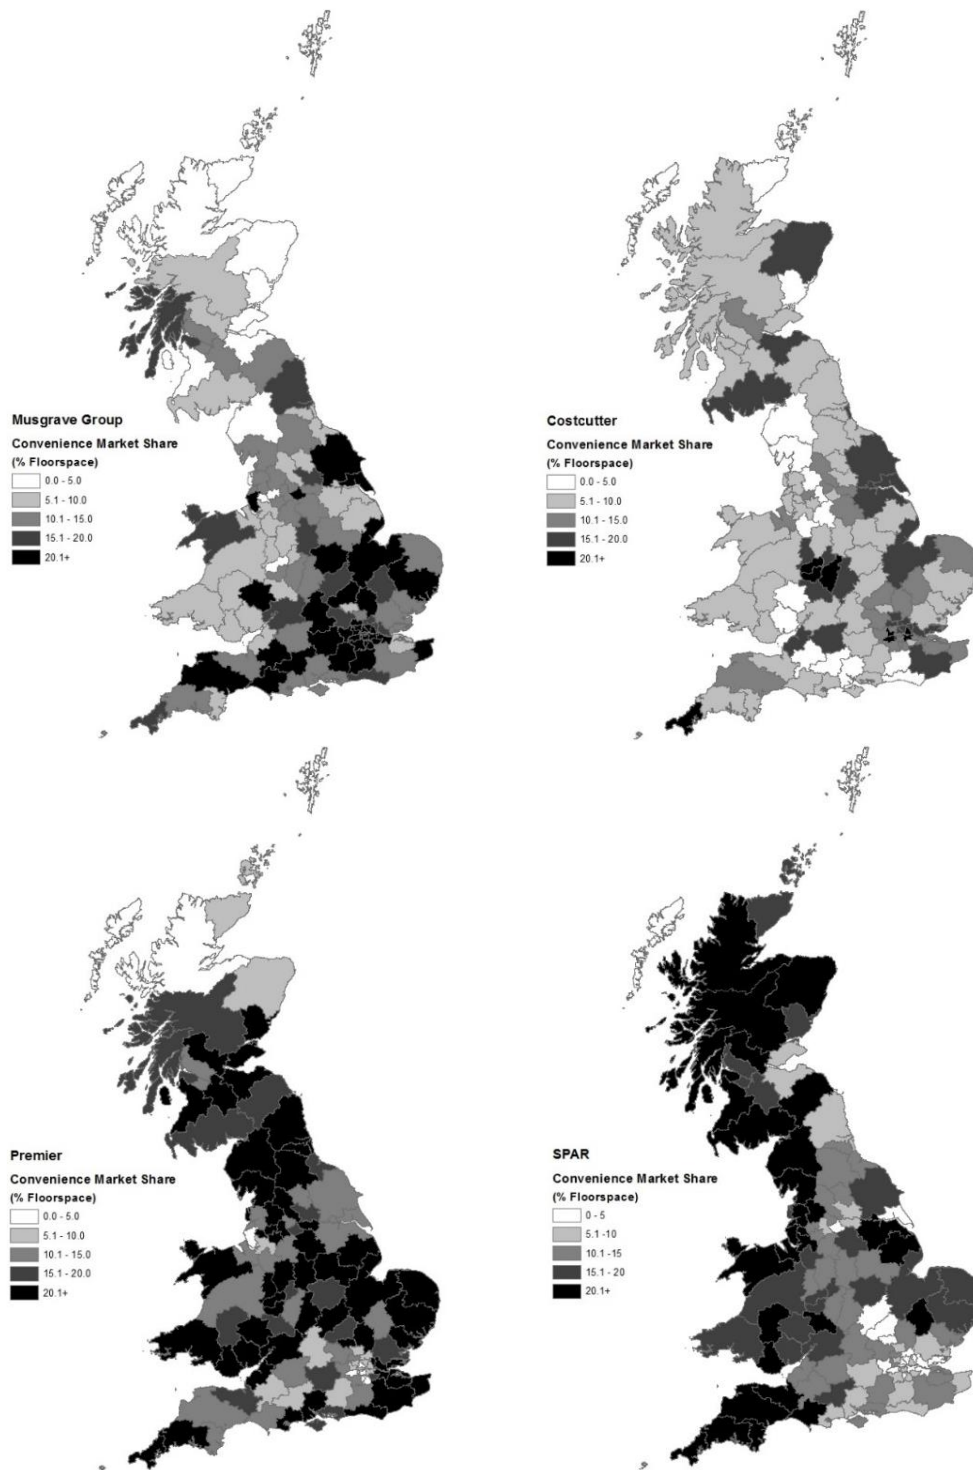 Musgrave Group
Convenience Market Share
(% Floorspace)
0.0 - 5.0
5.1 - 10.0
10.1 - 15.0
15.1 - 20.0
20.1+
Costcutter
Convenience Market Share
(% Floorspace)
0.0 - 5.0
5.1 - 10.0
10.1 - 15.0
15.1 - 20.0
20.1+
Premier
Convenience Market Share
(% Floorspace)
0.0 - 5.0
5.1 - 10.0
10.1 - 15.0
15.1 - 20.0
20.1+
SPAR
Convenience Market Share
(% Floorspace)
0 - 5
5.1 -10
10.1 -15
15.1 - 20
20.1+